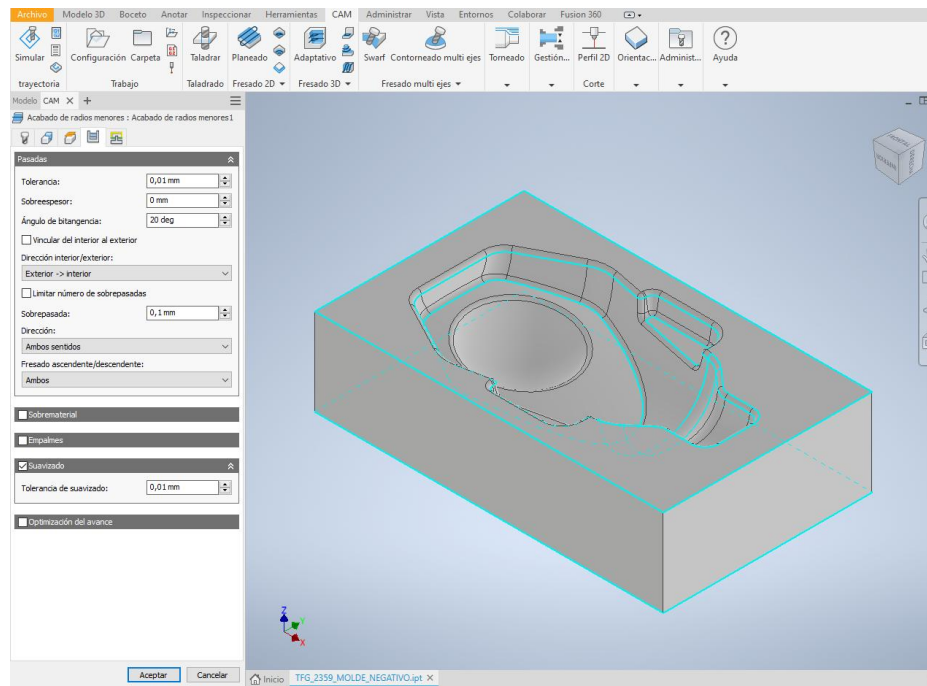 Archivo Modelo 3D Boceto Anotar Inspeccionar Herramientas CAM Administrar Vista Entornos Colaborar Fusion 360
Simular Configuración Carpeta Taladrar Planeado Adaptativo Swarf Contorneado multi ejes Torneado Gestión... Perfil 2D Orientac... Administ... Ayuda
trayectoria Trabajo Taladrado Fresado 2D Fresado 3D Fresado multi ejes Corte
Modelo CAM X +
Acabado de radios menores : Acabado de radios menores1
Pasadas
Tolerancia: 0,01 mm
Sobreespesor: 0 mm
Ángulo de bitangencia: 20 deg
Vincular del interior al exterior
Dirección interior/exterior:
Exterior -> interior
Limitar número de sobrepasadas
Sobrepasada: 0,1 mm
Dirección:
Ambos sentidos
Fresado ascendente/descendente:
Ambos
Sobrematerial
Empalmes
Suavizado
Tolerancia de suavizado: 0,01 mm
Optimización del avance
Z
Y
X
Aceptar Cancelar
Inicio TFG_2359_MOLDE_NEGATIVO.ipt X